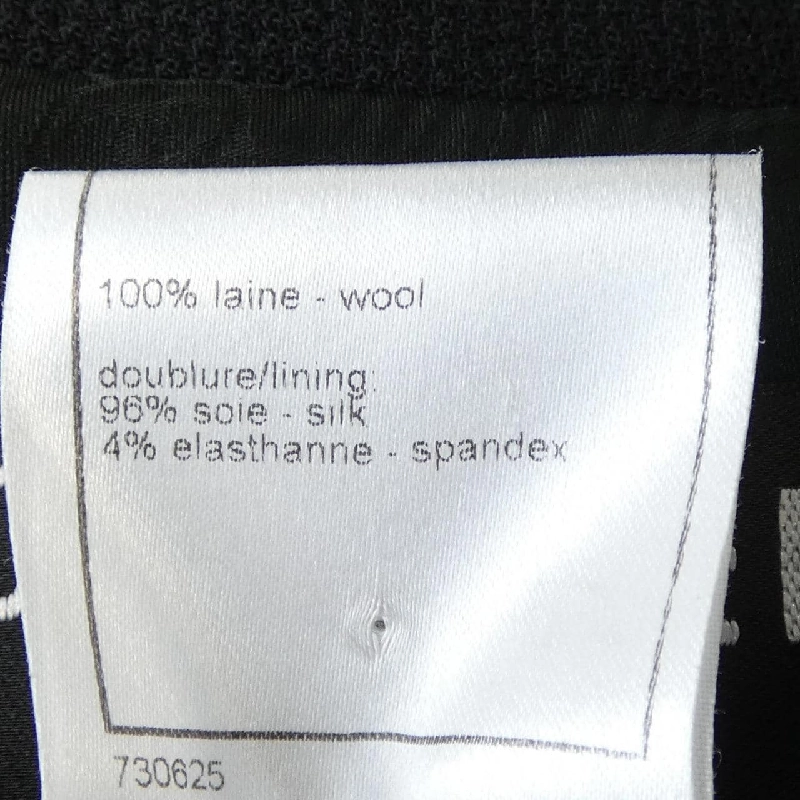 100% laine - wool
doublure/lining:
96% soie - silk
4% elasthanne - spandex
730625